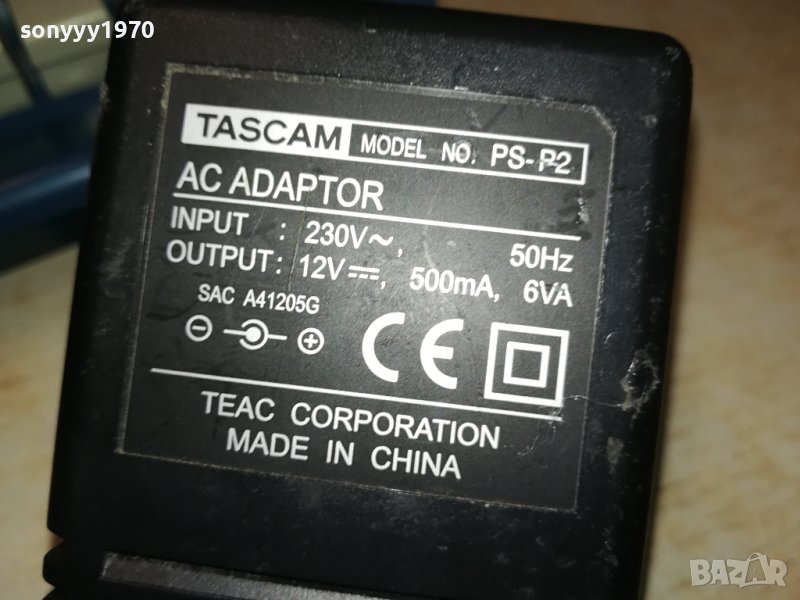 sonyyy1970
TASCAM MODEL NO. PS-P2
AC ADAPTOR
INPUT : 230V~, 50Hz
OUTPUT: 12V⎓, 500mA, 6VA
SAC A41205G
CE
TEAC CORPORATION
MADE IN CHINA
BAZAR